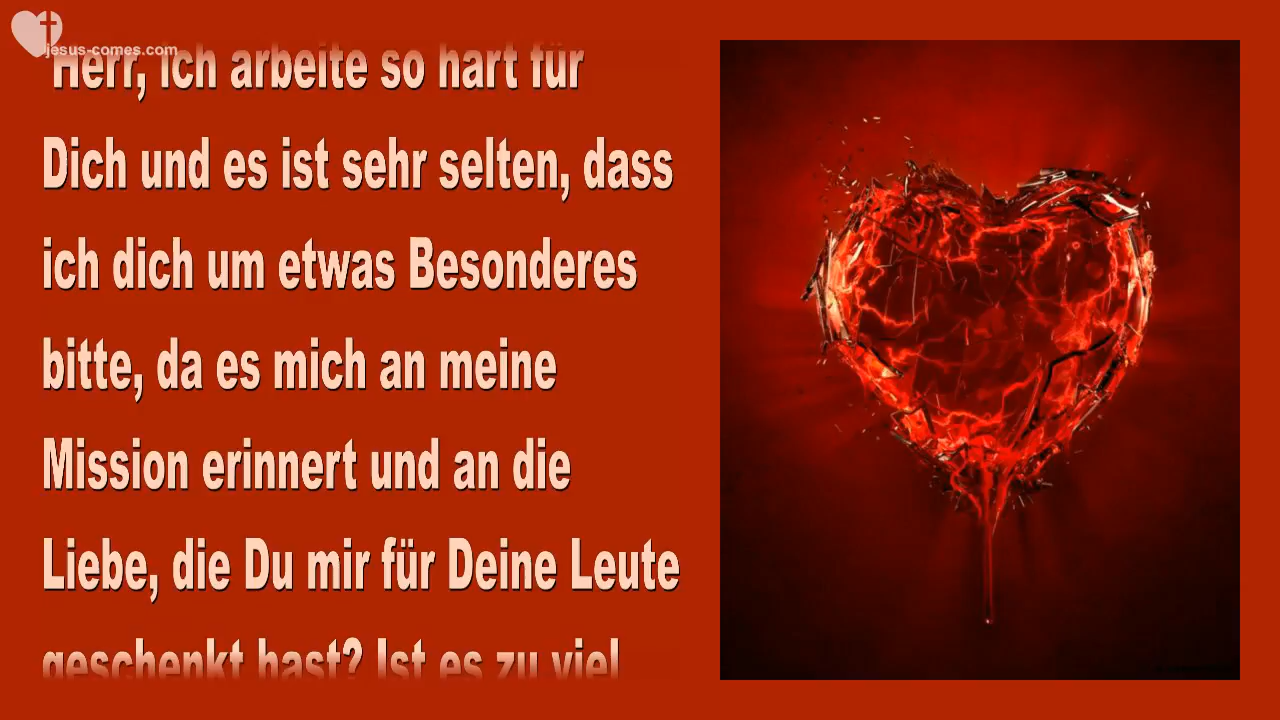 jesus-comes.com
Herr, ich arbeite so hart für
Dich und es ist sehr selten, dass
ich dich um etwas Besonderes
bitte, da es mich an meine
Mission erinnert und an die
Liebe, die Du mir für Deine Leute
geschenkt hast? Ist es zu viel